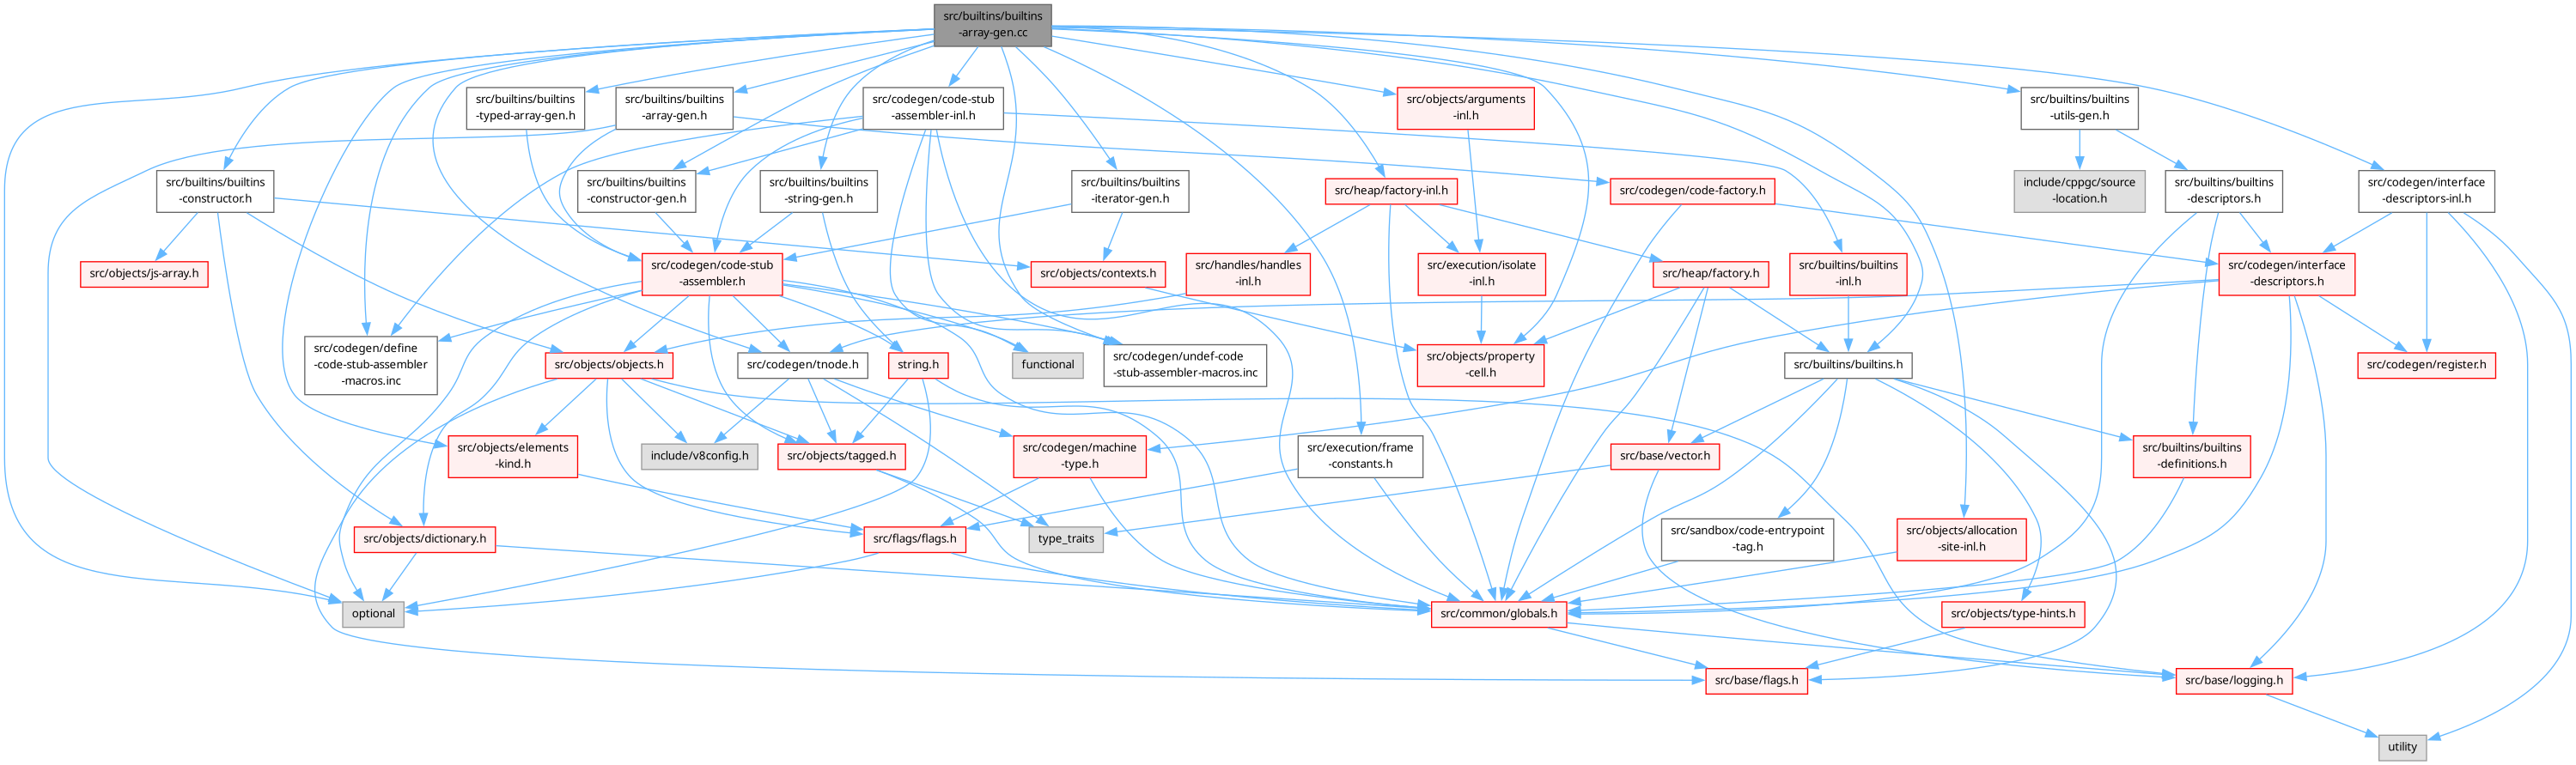 src/builtins/builtins
-array-gen.cc
src/builtins/builtins
-typed-array-gen.h
src/builtins/builtins
-array-gen.h
src/codegen/code-stub
-assembler-inl.h
src/objects/arguments
-inl.h
src/builtins/builtins
-utils-gen.h
src/builtins/builtins
-constructor.h
src/builtins/builtins
-constructor-gen.h
src/builtins/builtins
-string-gen.h
src/builtins/builtins
-iterator-gen.h
src/heap/factory-inl.h
src/codegen/code-factory.h
include/cppgc/source
-location.h
src/builtins/builtins
-descriptors.h
src/codegen/interface
-descriptors-inl.h
src/objects/js-array.h
src/codegen/code-stub
-assembler.h
src/objects/contexts.h
src/handles/handles
-inl.h
src/execution/isolate
-inl.h
src/heap/factory.h
src/builtins/builtins
-inl.h
src/codegen/interface
-descriptors.h
src/codegen/define
-code-stub-assembler
-macros.inc
src/objects/objects.h
src/codegen/tnode.h
string.h
functional
src/codegen/undef-code
-stub-assembler-macros.inc
src/objects/property
-cell.h
src/builtins/builtins.h
src/codegen/register.h
src/objects/elements
-kind.h
include/v8config.h
src/objects/tagged.h
src/codegen/machine
-type.h
src/execution/frame
-constants.h
src/base/vector.h
src/builtins/builtins
-definitions.h
src/objects/dictionary.h
src/flags/flags.h
type_traits
src/sandbox/code-entrypoint
-tag.h
src/objects/allocation
-site-inl.h
optional
src/common/globals.h
src/objects/type-hints.h
src/base/flags.h
src/base/logging.h
utility